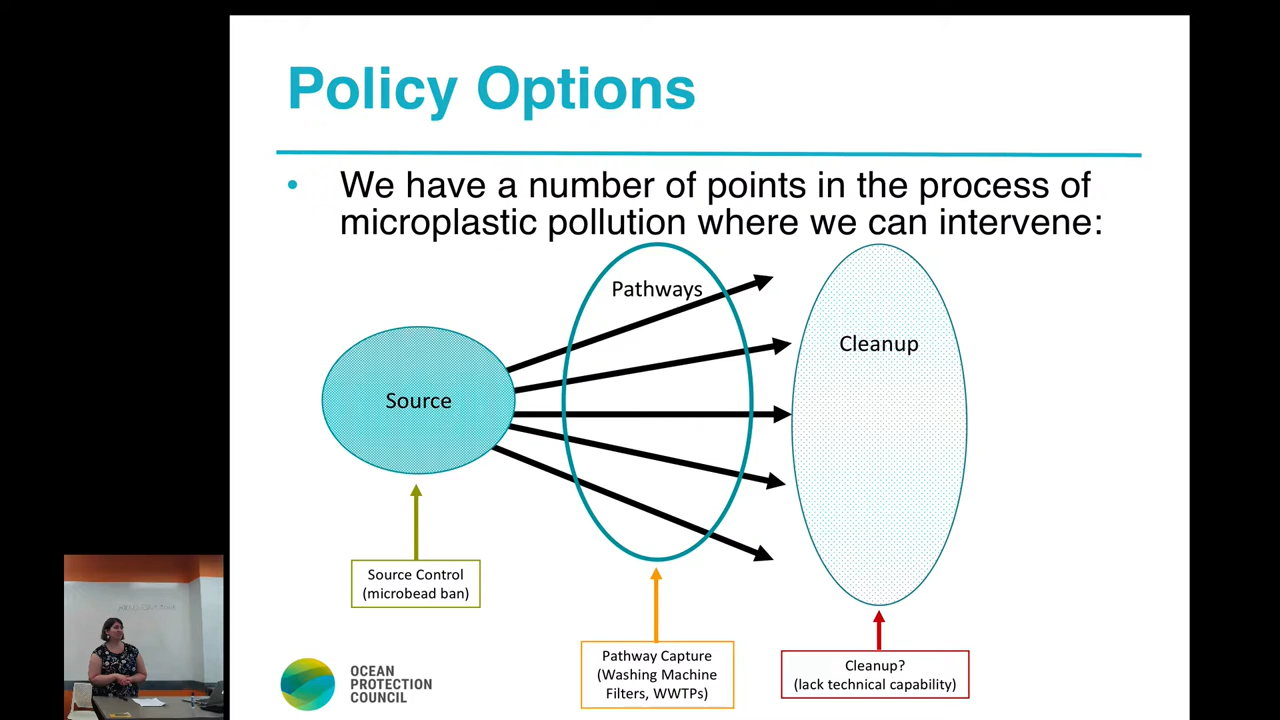 Policy Options
• We have a number of points in the process of
microplastic pollution where we can intervene:
Pathways
Cleanup
Source
Source Control
(microbead ban)
Pathway Capture
(Washing Machine
Filters, WWTPs)
Cleanup?
(lack technical capability)
OCEAN
PROTECTION
COUNCIL